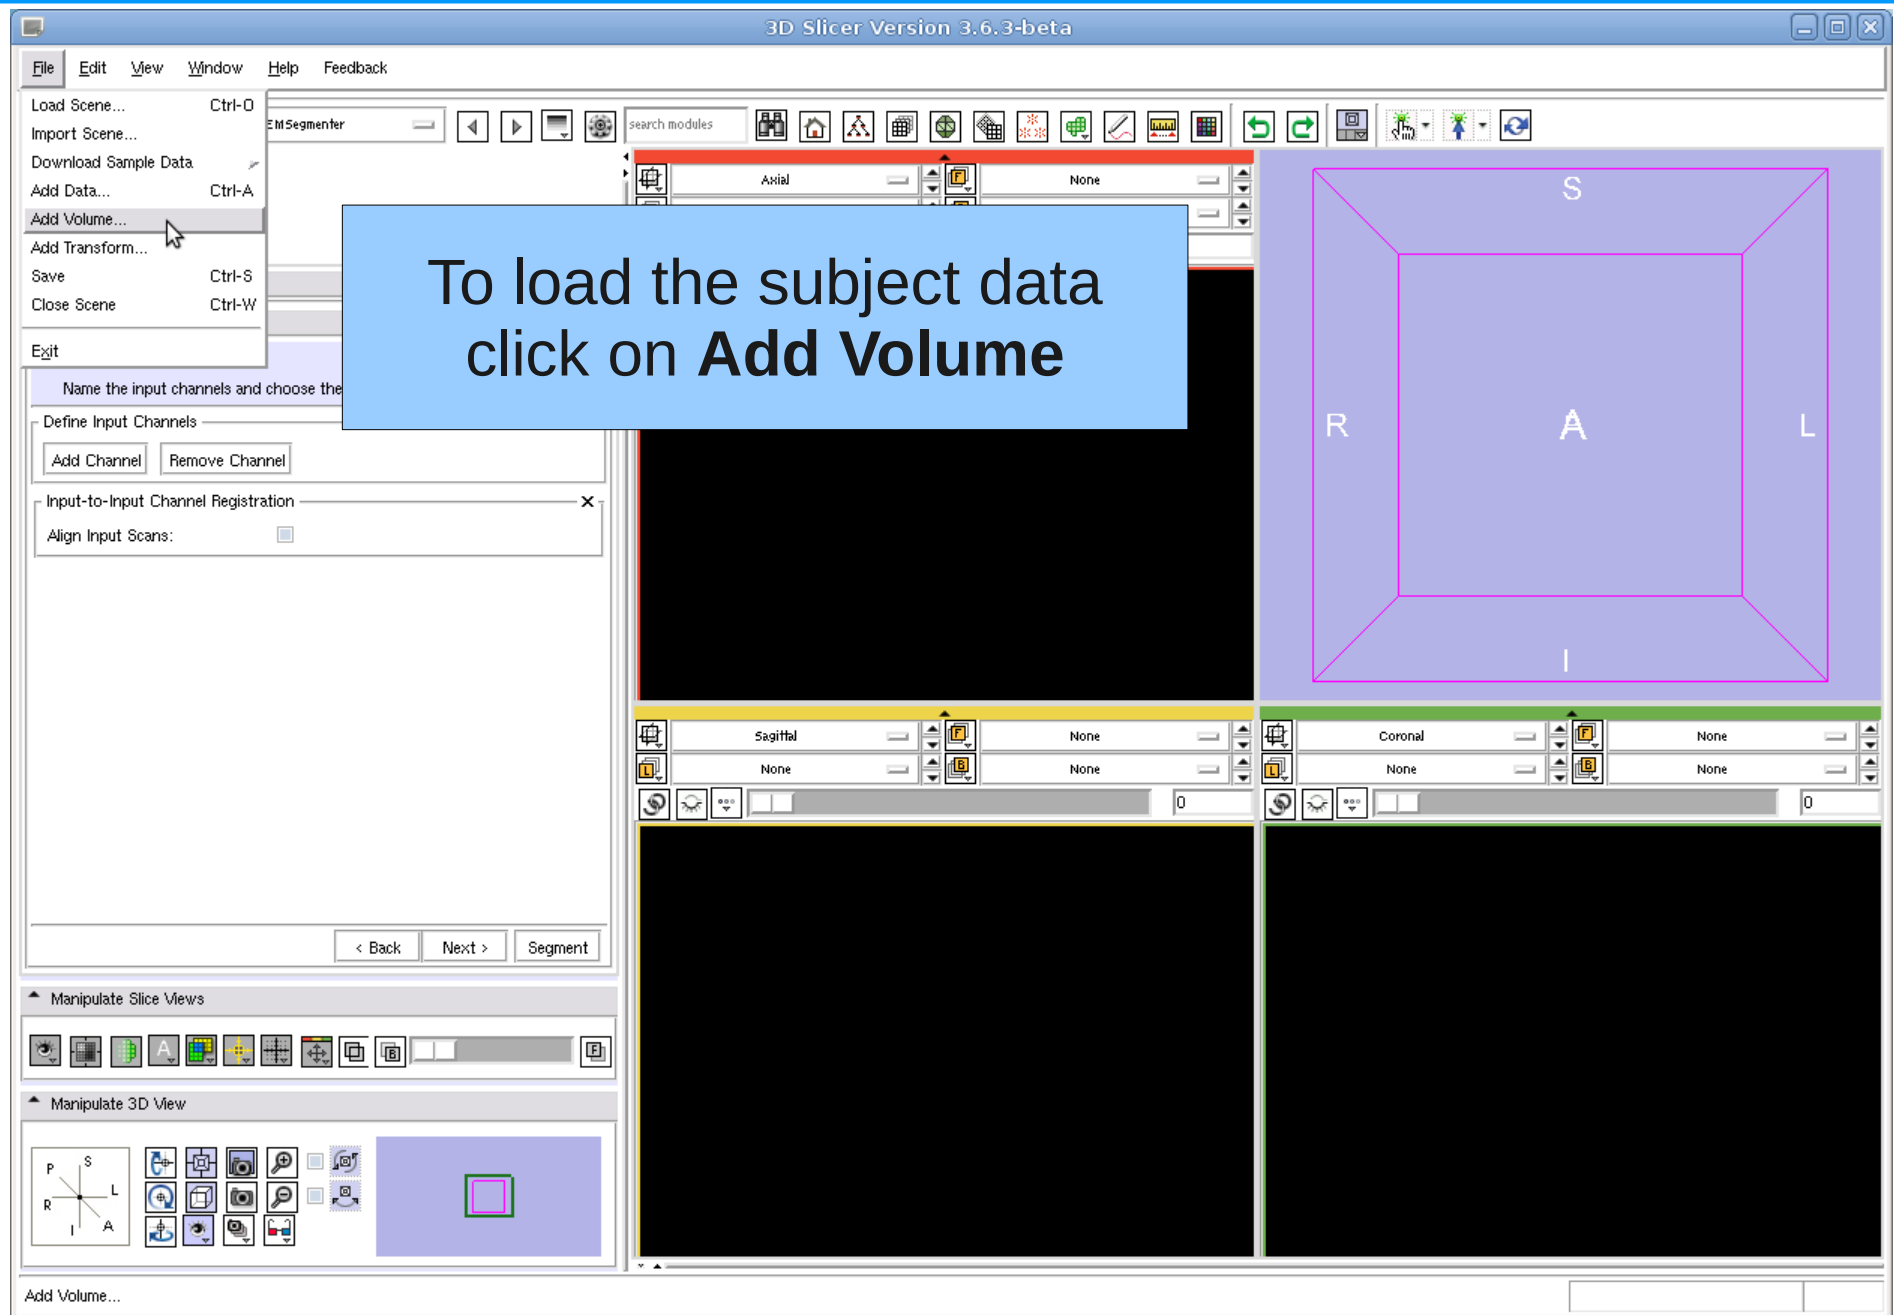 3D Slicer Version 3.6.3-beta
File Edit View Window Help Feedback
Load Scene... Ctrl-O
Import Scene...
Download Sample Data
Add Data... Ctrl-A
Add Volume...
Add Transform...
Save Ctrl-S
Close Scene Ctrl-W
Exit
EMSegmenter
search modules
To load the subject data
click on Add Volume
Name the input channels and choose the
Define Input Channels
Add Channel Remove Channel
Input-to-Input Channel Registration
Align Input Scans:
< Back Next > Segment
Manipulate Slice Views
A
B
F
Manipulate 3D View
P S
L
R
I A
Axial F None
S
R A L
I
Sagittal F None
L None B None
0
Coronal F None
L None B None
0
Add Volume...